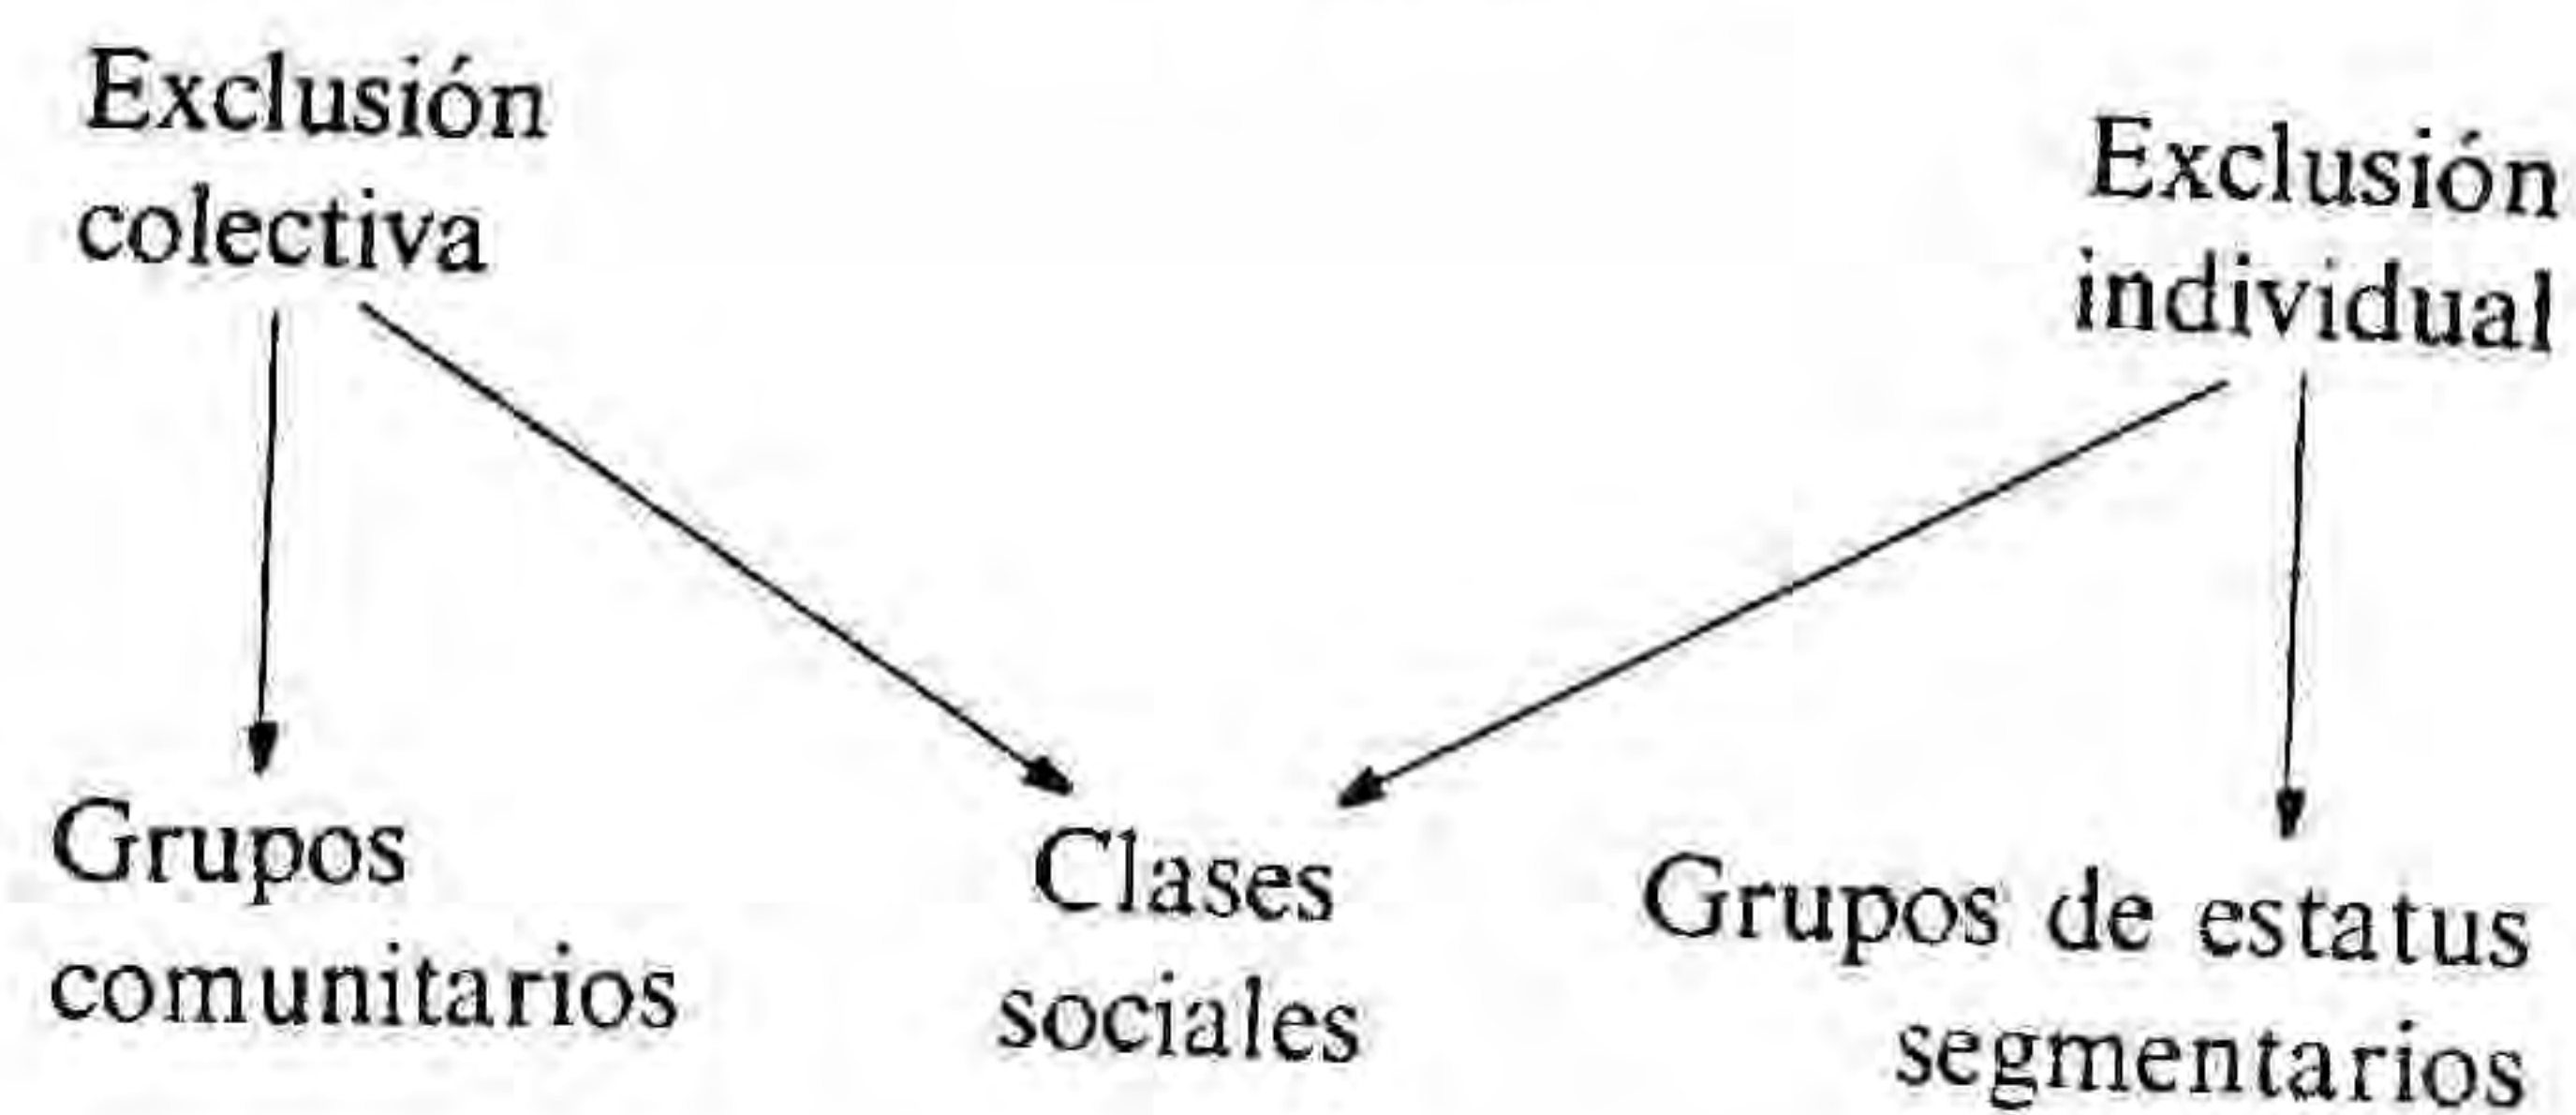 Exclusión
colectiva
Exclusión
individual
Grupos
comunitarios
Clases
sociales
Grupos de estatus
segmentarios